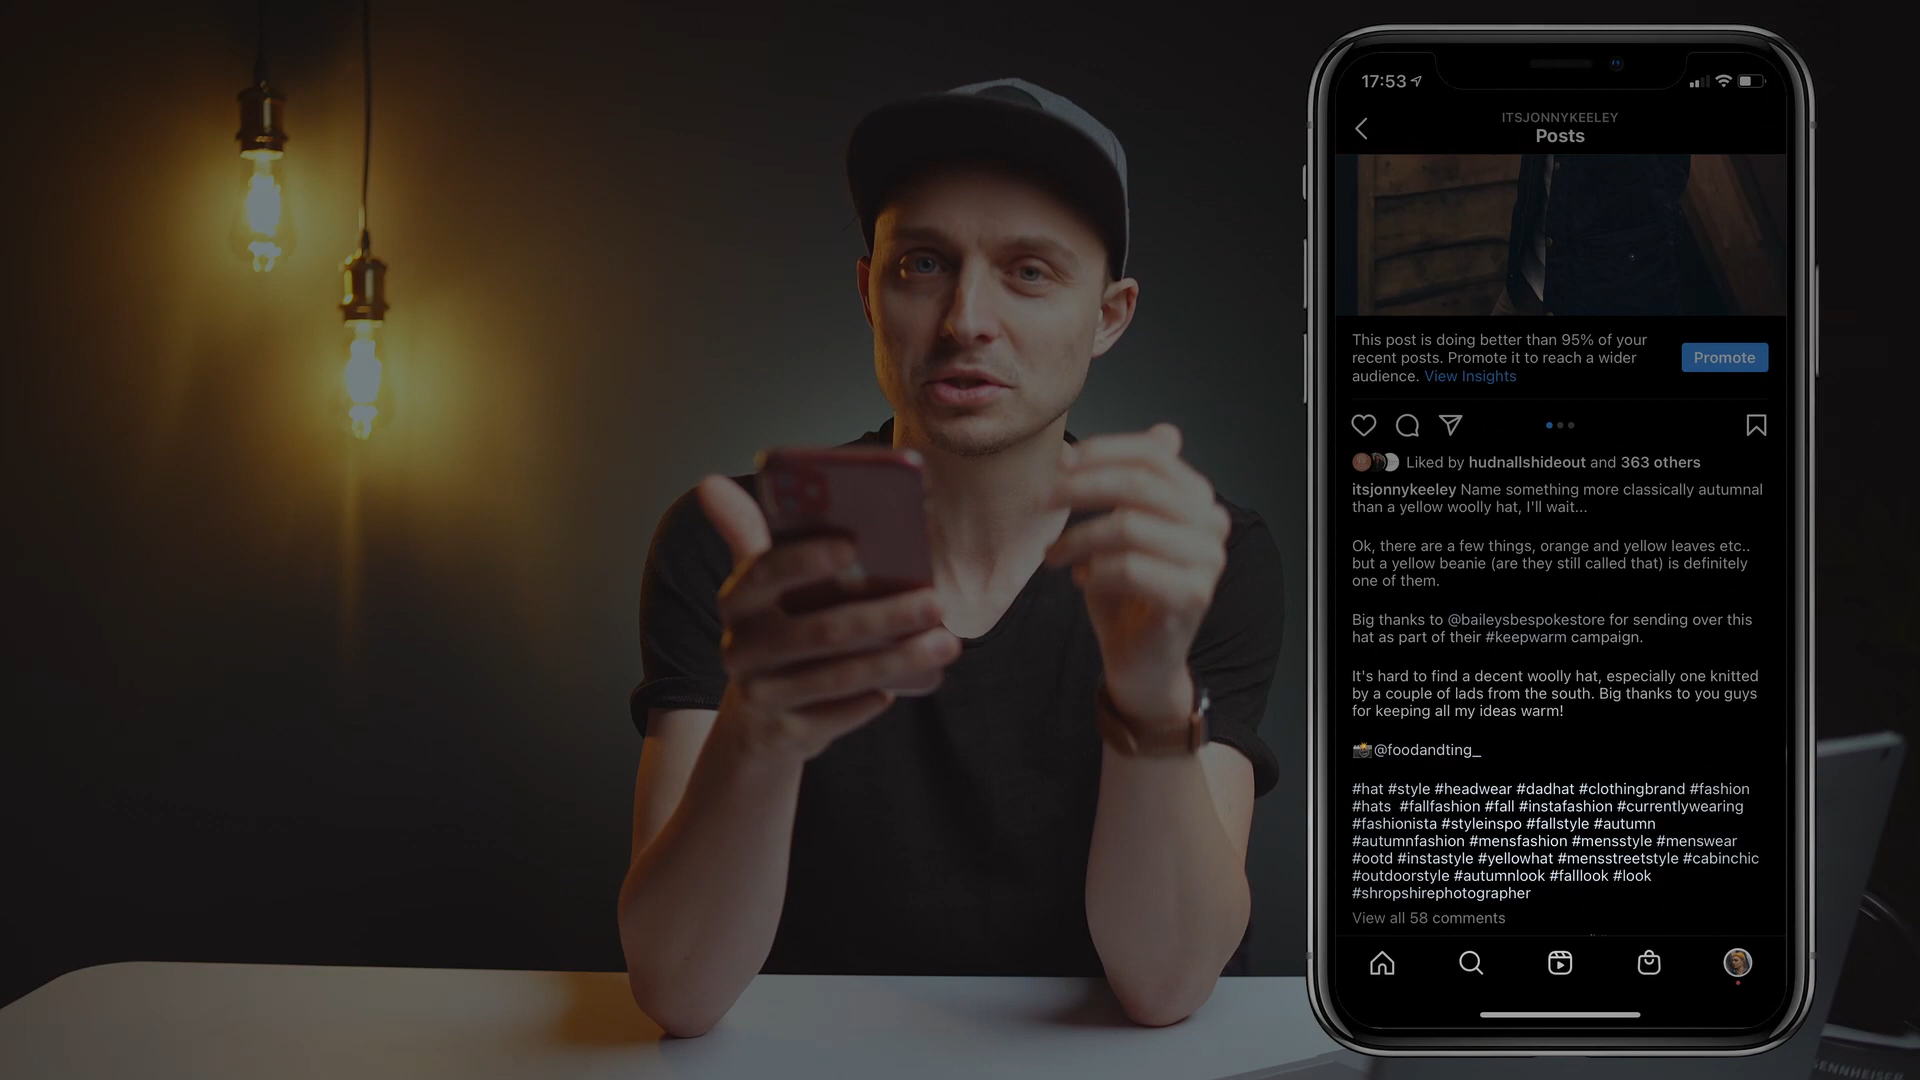 17:53
ITSJONNYKEELEY
Posts
This post is doing better than 95% of your
recent posts. Promote it to reach a wider
audience. View Insights
Promote
Liked by hudnallshideout and 363 others
itsjonnykeeley Name something more classically autumnal
than a yellow woolly hat, I'll wait...
Ok, there are a few things, orange and yellow leaves etc..
but a yellow beanie (are they still called that) is definitely
one of them.
Big thanks to @baileysbespokestore for sending over this
hat as part of their #keepwarm campaign.
It's hard to find a decent woolly hat, especially one knitted
by a couple of lads from the south. Big thanks to you guys
for keeping all my ideas warm!
📸@foodandting_
#hat #style #headwear #dadhat #clothingbrand #fashion
#hats #fallfashion #fall #instafashion #currentlywearing
#fashionista #styleinspo #fallstyle #autumn
#autumnfashion #mensfashion #mensstyle #menswear
#ootd #instastyle #yellowhat #mensstreetstyle #cabinchic
#outdoorstyle #autumnlook #falllook #look
#shropshirephotographer
View all 58 comments
SENNHEISER